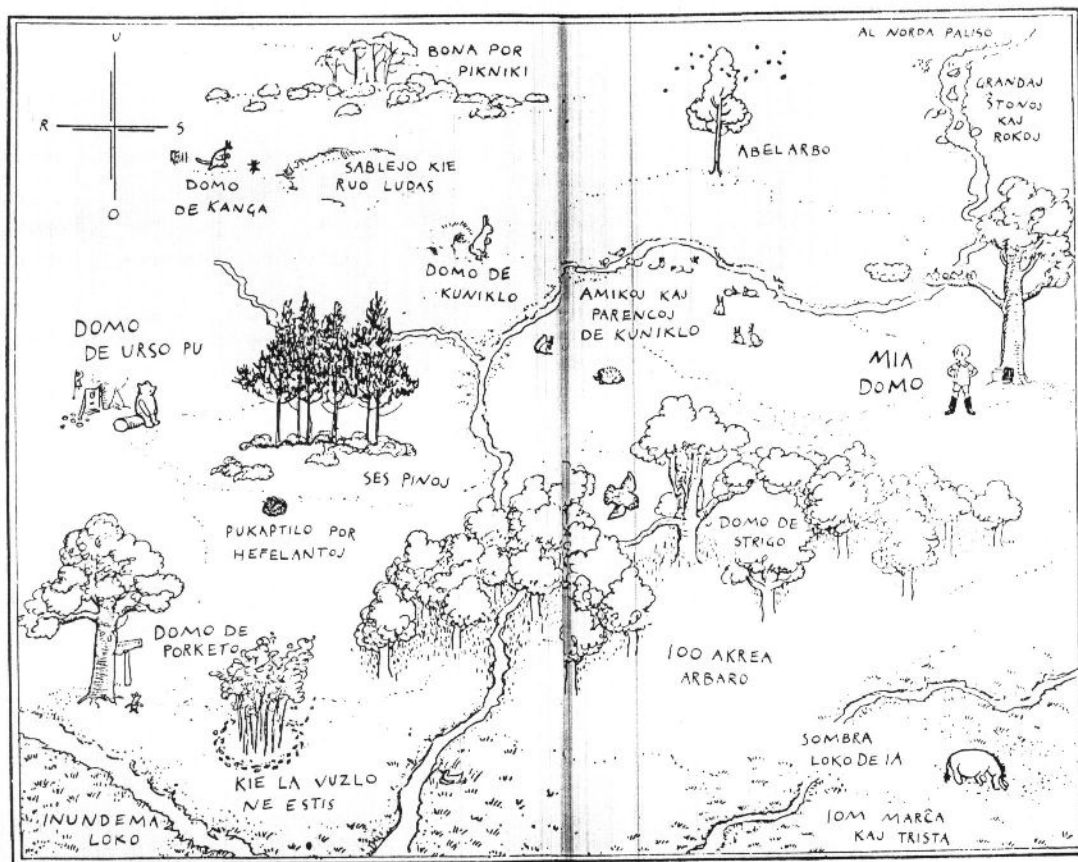 U
R S
O
BONA POR
PIKNIKI
AL NORDA PALISO
GRANDAJ
ŜTONOJ
KAJ
ROKOJ
ABELARBO
DOMO
DE KANGA
SABLEJO KIE
RUO LUDAS
DOMO DE
KUNIKLO
AMIKOJ KAJ
PARENCOJ
DE KUNIKLO
DOMO
DE URSO PU
MIA
DOMO
SES PINOJ
PUKAPTILO POR
HEFELANTOJ
DOMO DE
STRIGO
DOMO DE
PORKETO
100 AKREA
ARBARO
KIE LA VUZLO
NE ESTIS
INUNDEMA
LOKO
SOMBRA
LOKO DE IA
IOM MARĈA
KAJ TRISTA